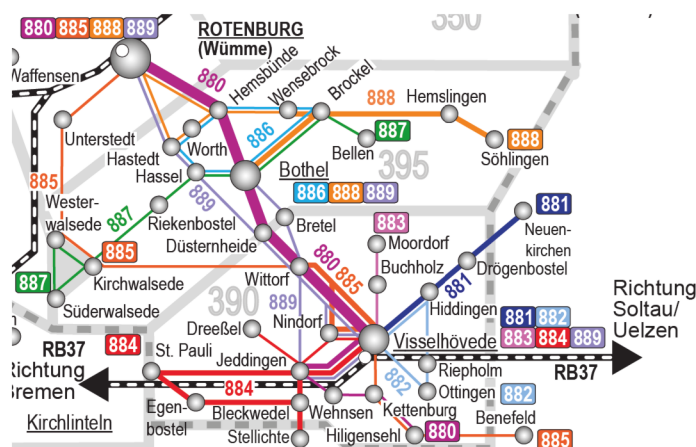 350
880 885 888 889
ROTENBURG
(Wümme)
Waffensen
880
Hemsbünde
Wensebrock
Brockel
888
Hemslingen
Unterstedt
Worth
886
887
888
Hastedt
Bellen
395
Söhlingen
Hassel
Bothel
885
886 888 889
Wester-
walsede
887
889
881
Riekenbostel
Bretel
883
Neuen-
kirchen
Düsternheide
Moordorf
885
880
885
Buchholz
Drögenbostel
887
Kirchwalsede
Wittorf
881
Richtung
Soltau/
Uelzen
Süderwalsede
390
889
Hiddingen
Dreeßel
Nindorf
881 882
RB37
884
St. Pauli
Visselhövede
883 884 889
Richtung
Bremen
Jeddingen
RB37
884
882
Riepholm
Ottingen
882
Kirchlinteln
Egen-
bostel
Bleckwedel
Wehnsen
Kettenburg
Benefeld
Stellichte
Hiligensehl
880
885